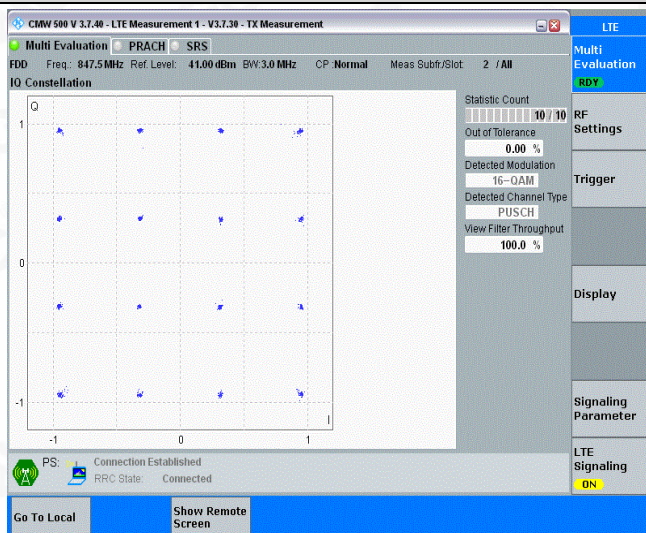 CMW 500 V 3.7.40 - LTE Measurement 1 - V3.7.30 - TX Measurement
LTE
Multi Evaluation PRACH SRS
FDD Freq.: 847.5 MHz Ref. Level: 41.00 dBm BW: 3.0 MHz CP :Normal Meas Subfr./Slot: 2 / All
IQ Constellation
Q
1
0
-1
-1 0 1
I
Statistic Count
10 / 10
Out of Tolerance
0.00 %
Detected Modulation
16-QAM
Detected Channel Type
PUSCH
View Filter Throughput
100.0 %
Multi
Evaluation
RDY
RF
Settings
Trigger
Display
Signaling
Parameter
LTE
Signaling
ON
PS: Connection Established
RRC State: Connected
Go To Local
Show Remote
Screen